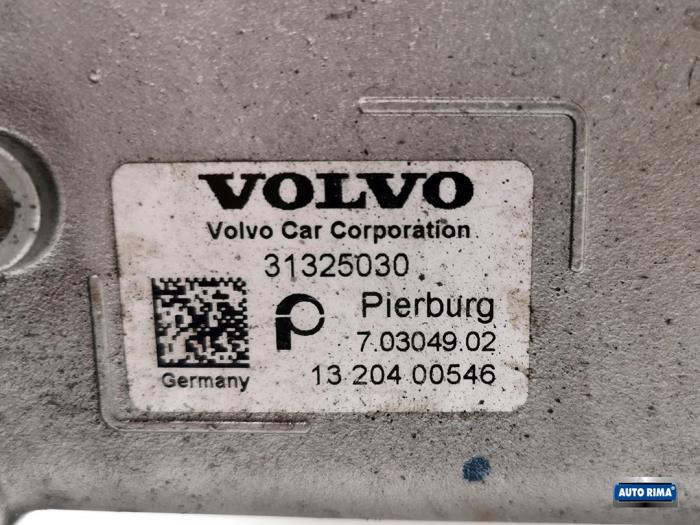 VOLVO
Volvo Car Corporation
31325030
Pierburg
7.03049.02
Germany
13 204 00546
AUTO RIMA®